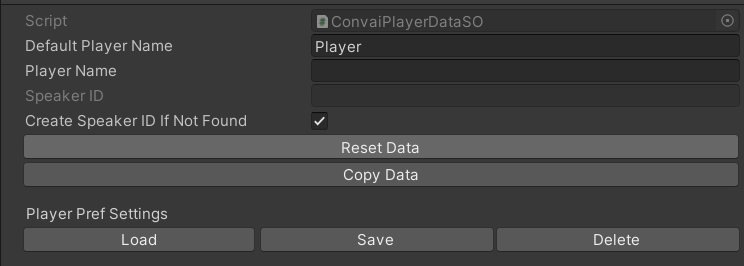 Script ConvaiPlayerDataSO
Default Player Name Player
Player Name
Speaker ID
Create Speaker ID If Not Found
Reset Data
Copy Data
Player Pref Settings
Load Save Delete